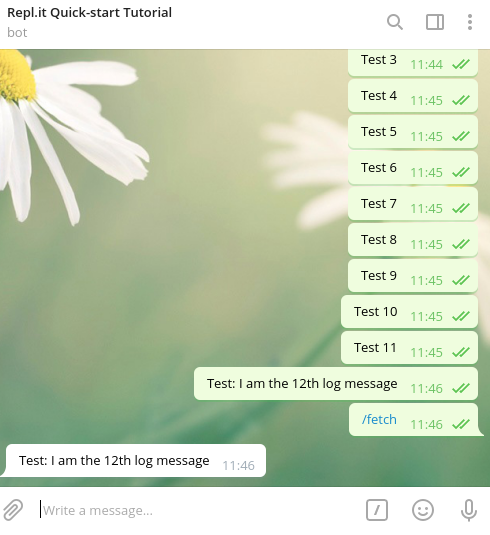 Repl.it Quick-start Tutorial
bot
Test 3 11:44
Test 4 11:45
Test 5 11:45
Test 6 11:45
Test 7 11:45
Test 8 11:45
Test 9 11:45
Test 10 11:45
Test 11 11:45
Test: I am the 12th log message 11:46
/fetch 11:46
Test: I am the 12th log message 11:46
Write a message...